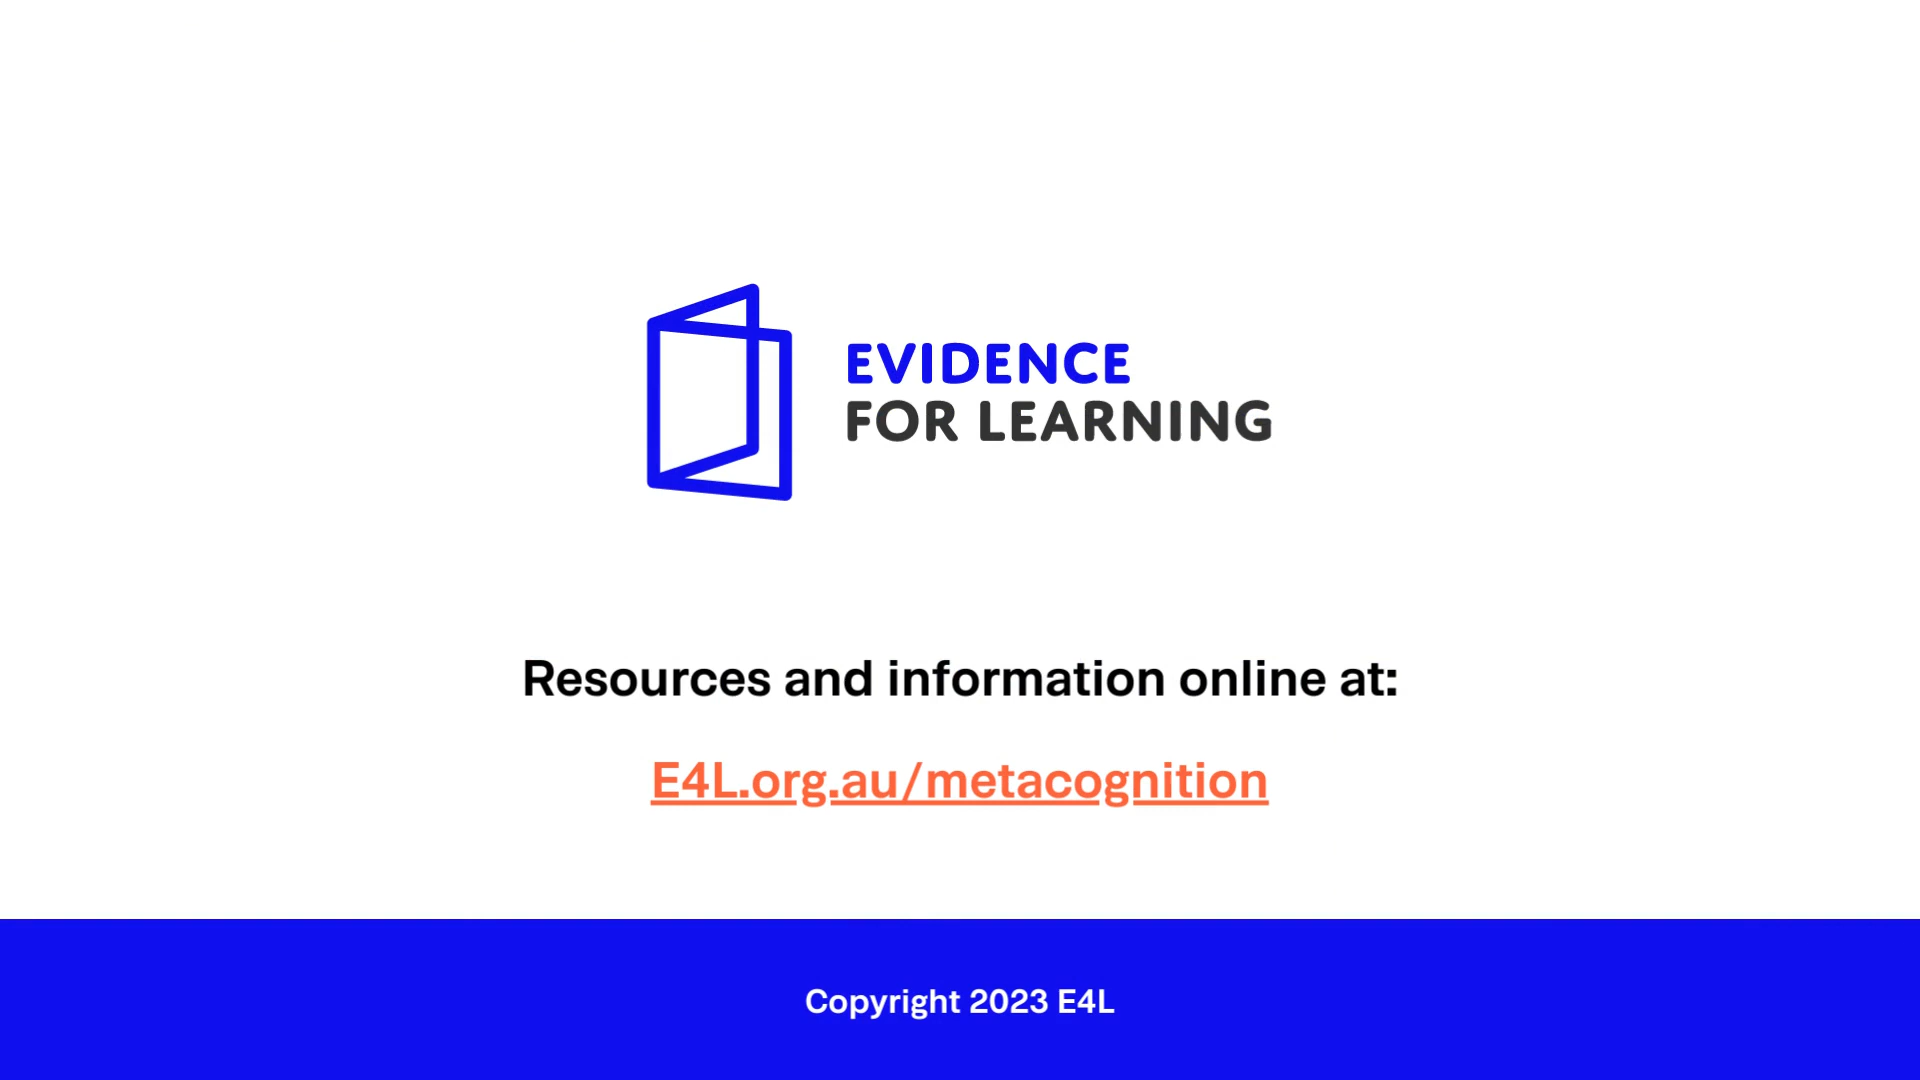 EVIDENCE
FOR LEARNING
Resources and information online at:
E4L.org.au/metacognition
Copyright 2023 E4L